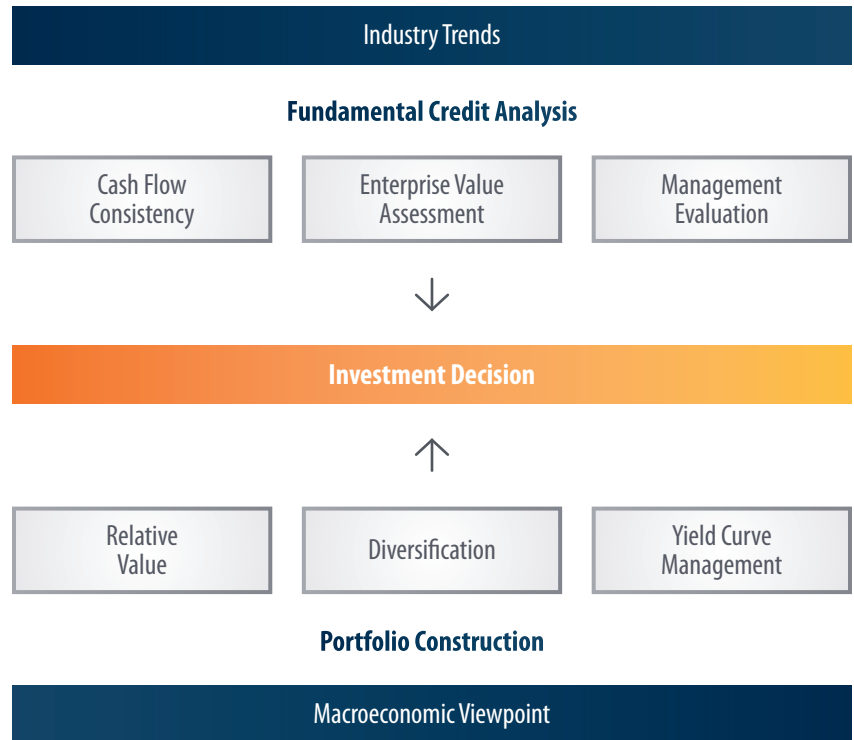 Industry Trends
Fundamental Credit Analysis
Cash Flow
Consistency
Enterprise Value
Assessment
Management
Evaluation
Investment Decision
Relative
Value
Diversification
Yield Curve
Management
Portfolio Construction
Macroeconomic Viewpoint